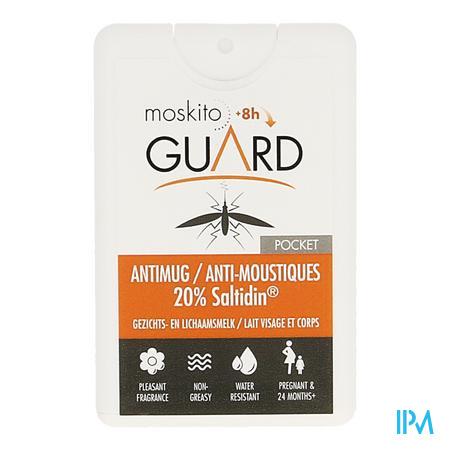 moskito +8h
GUARD
POCKET
ANTIMUG / ANTI-MOUSTIQUES
20% Saltidin®
GEZICHTS- EN LICHAAMSMELK / LAIT VISAGE ET CORPS
PLEASANT FRAGRANCE
NON-GREASY
WATER RESISTANT
PREGNANT & 24 MONTHS+
IPM